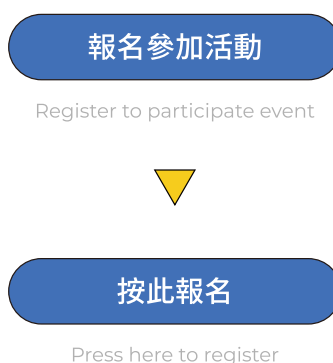 報名參加活動
Register to participate event
按此報名
Press here to register